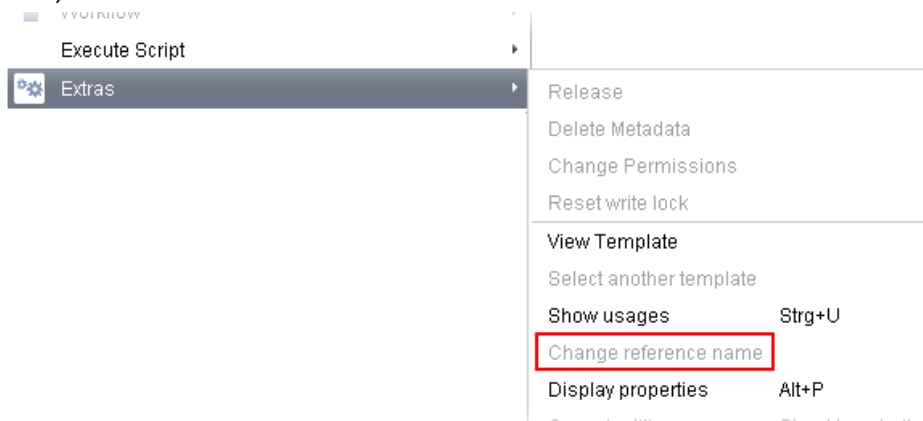 Workflow
Execute Script
Extras
Release
Delete Metadata
Change Permissions
Reset write lock
View Template
Select another template
Show usages Strg+U
Change reference name
Display properties Alt+P